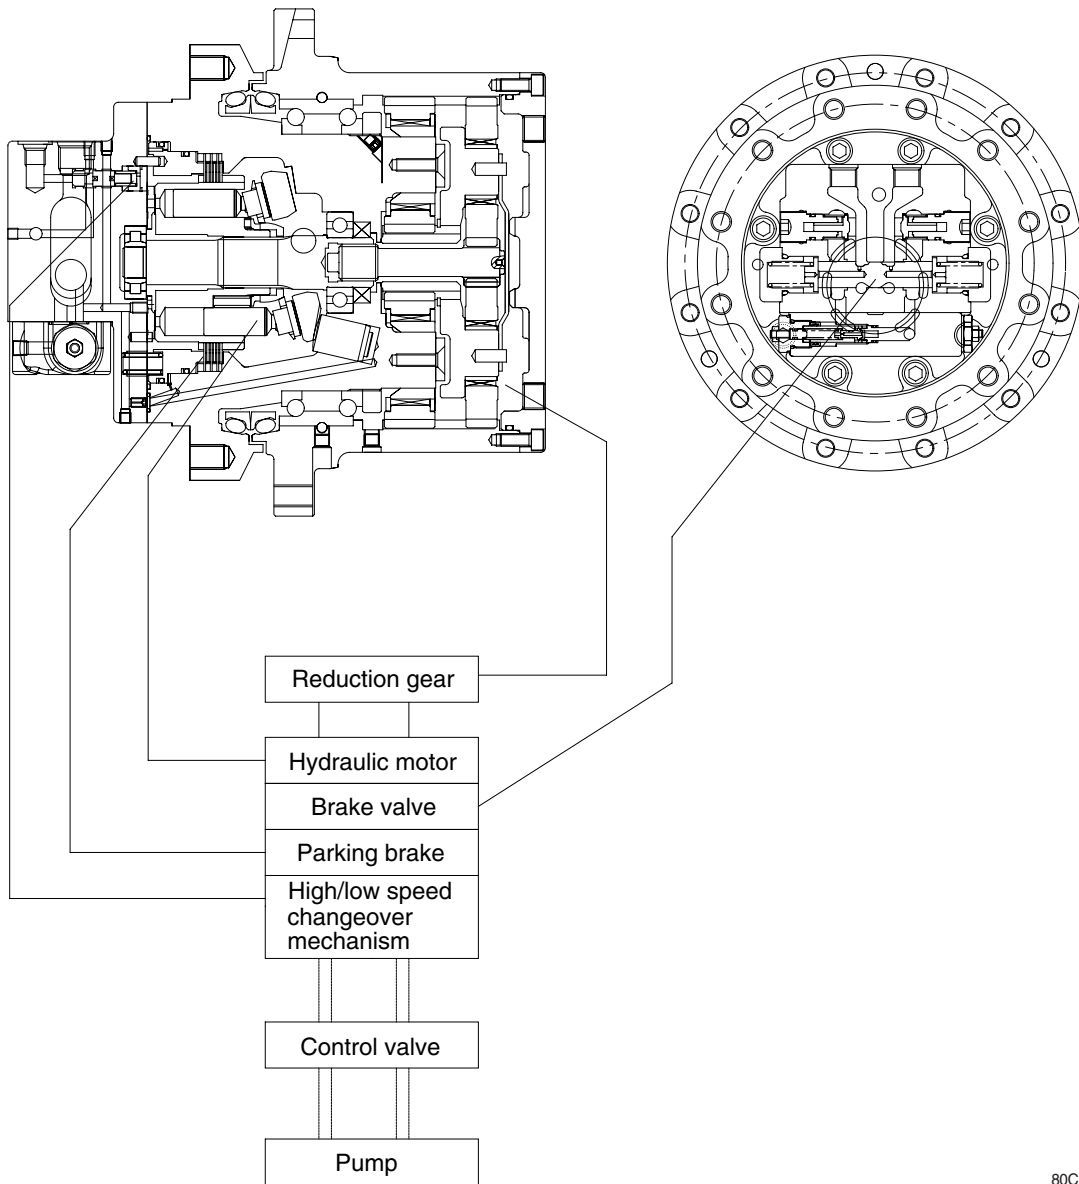 Reduction gear
Hydraulic motor
Brake valve
Parking brake
High/low speed
changeover
mechanism
Control valve
Pump
80C